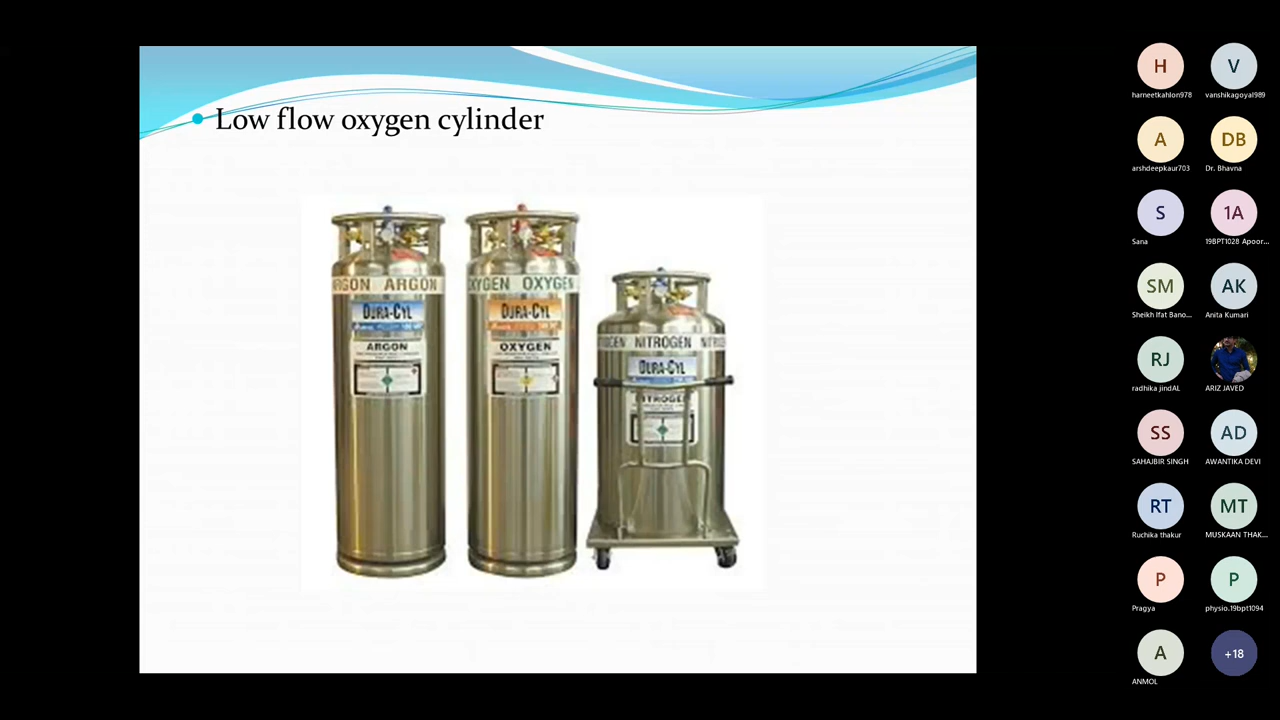 Low flow oxygen cylinder
ARGON ARGON
OXYGEN OXYGEN
NITROGEN
DURA-CYL
ARGON
DURA-CYL
OXYGEN
DURA-CYL
NITROGEN
H
harneetkahlon978
V
vanshikagoyal989
A
arshdeepkaur703
DB
Dr. Bhavna
S
Sana
1A
19BPT1028 Apoor...
SM
Sheikh Ifat Bano...
AK
Anita Kumari
RJ
radhika jindAL
ARIZ JAVED
SS
SAHAJBIR SINGH
AD
AWANTIKA DEVI
RT
Ruchika thakur
MT
MUSKAAN THAK...
P
Pragya
P
physio.19bpt1094
A
ANMOL
+18